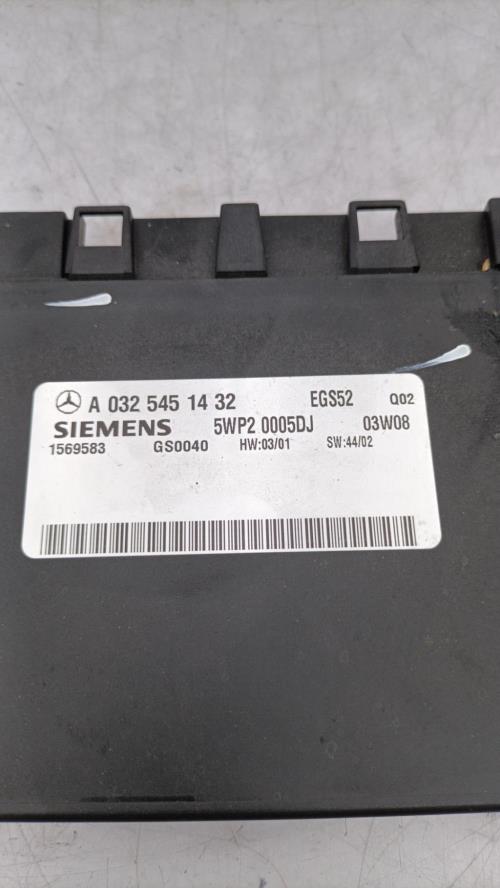 A 032 545 14 32 EGS52 Q02
SIEMENS 5WP2 0005DJ 03W08
1569583 GS0040 HW:03/01 SW:44/02